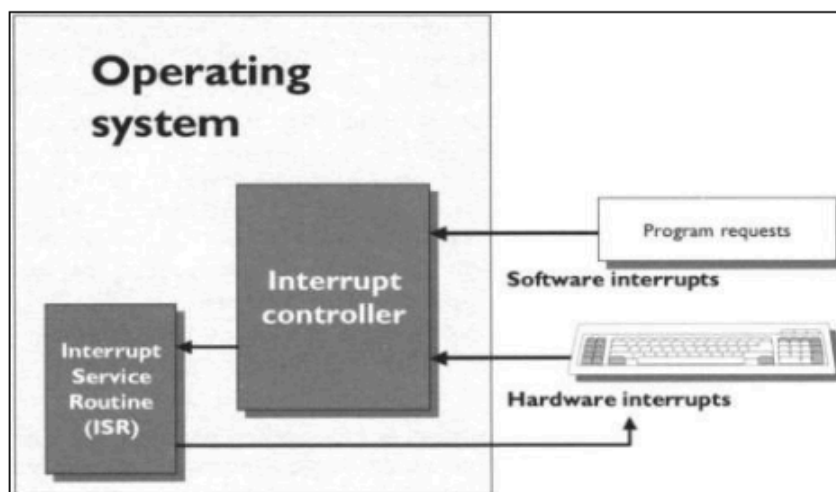 Operating
system
Program requests
Software interrupts
Interrupt
controller
Interrupt
Service
Routine
(ISR)
Hardware interrupts